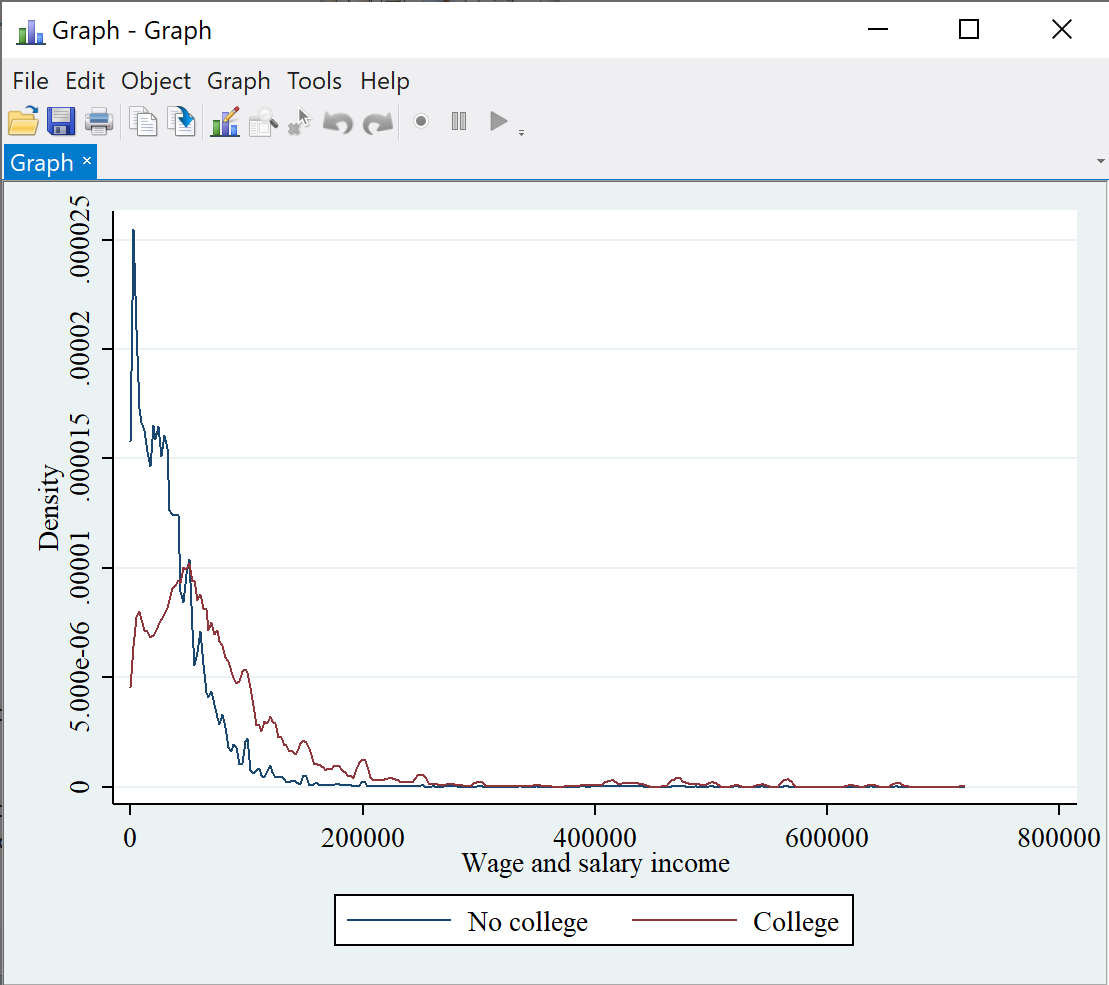 Graph - Graph
File Edit Object Graph Tools Help
Graph ×
.000025
.00002
.000015
.00001
5.000e-06
0
Density
0 200000 400000 600000 800000
Wage and salary income
No college College